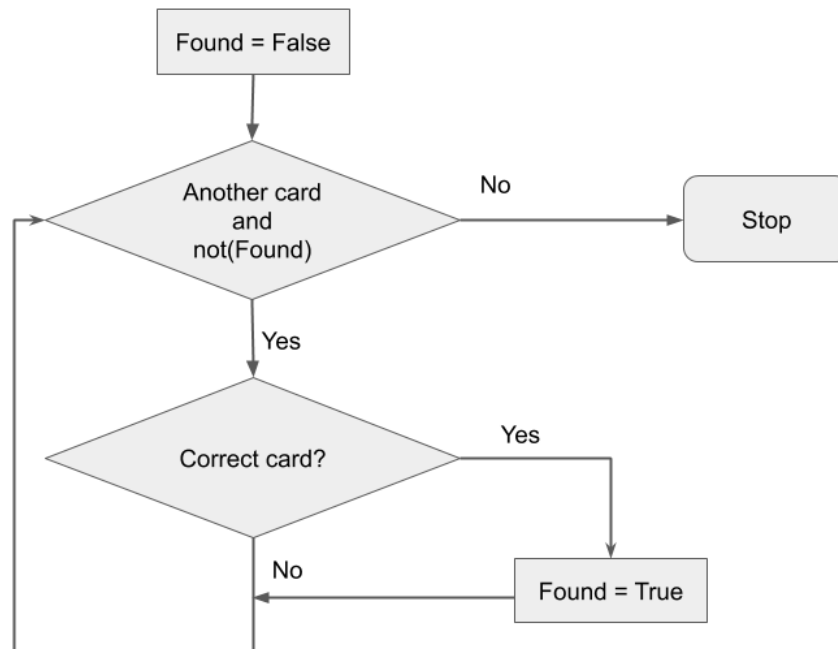 Found = False
Another card
and
not(Found)
No
Stop
Yes
Correct card?
Yes
No
Found = True